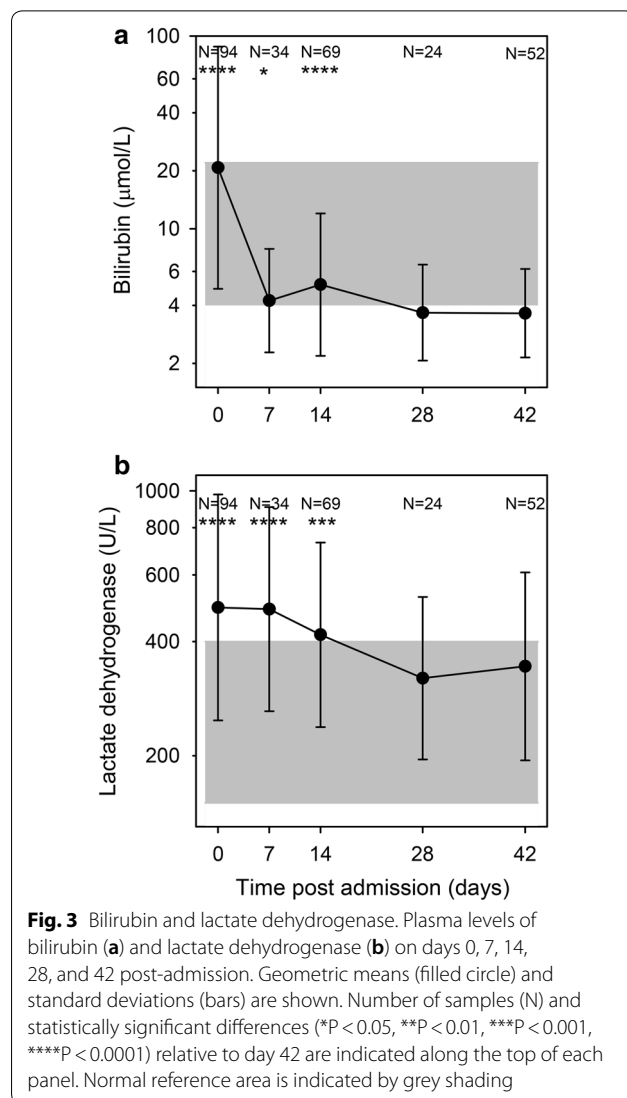 a
N=94 N=34 N=69 N=24 N=52
**** * ****
100
60
40
20
10
6
4
2
Bilirubin (μmol/L)
0 7 14 28 42
b
N=94 N=34 N=69 N=24 N=52
**** **** ***
1000
800
600
400
200
Lactate dehydrogenase (U/L)
0 7 14 28 42
Time post admission (days)
Fig. 3 Bilirubin and lactate dehydrogenase. Plasma levels of
bilirubin (a) and lactate dehydrogenase (b) on days 0, 7, 14,
28, and 42 post-admission. Geometric means (filled circle) and
standard deviations (bars) are shown. Number of samples (N) and
statistically significant differences (*P < 0.05, **P < 0.01, ***P < 0.001,
****P < 0.0001) relative to day 42 are indicated along the top of each
panel. Normal reference area is indicated by grey shading